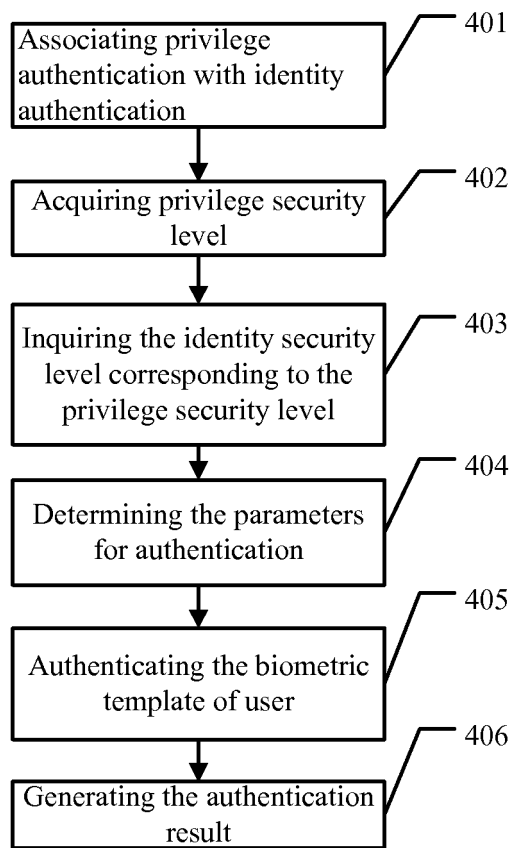 Associating privilege
authentication with identity
authentication
401
Acquiring privilege security
level
402
Inquiring the identity security
level corresponding to the
privilege security level
403
Determining the parameters
for authentication
404
Authenticating the biometric
template of user
405
Generating the authentication
result
406